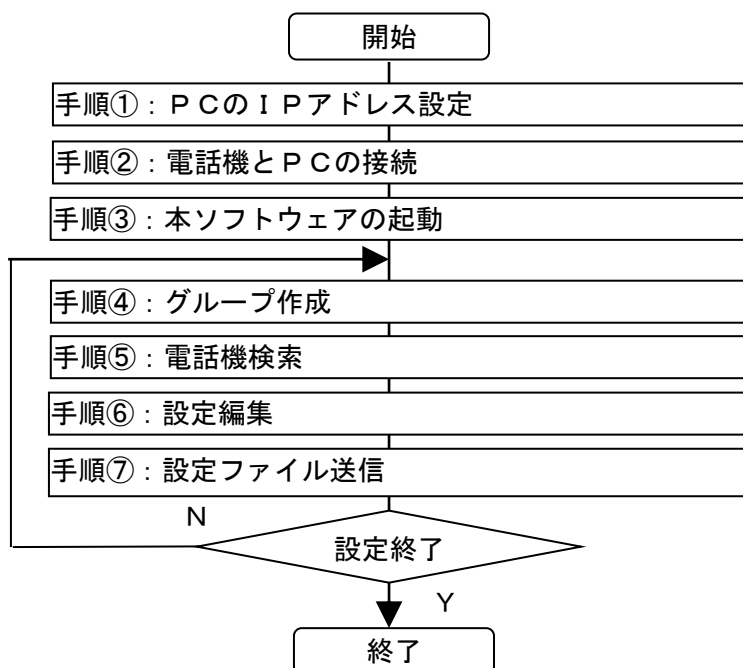 開始
手順①：ＰＣのＩＰアドレス設定
手順②：電話機とＰＣの接続
手順③：本ソフトウェアの起動
手順④：グループ作成
手順⑤：電話機検索
手順⑥：設定編集
手順⑦：設定ファイル送信
Ｎ
設定終了
Ｙ
終了